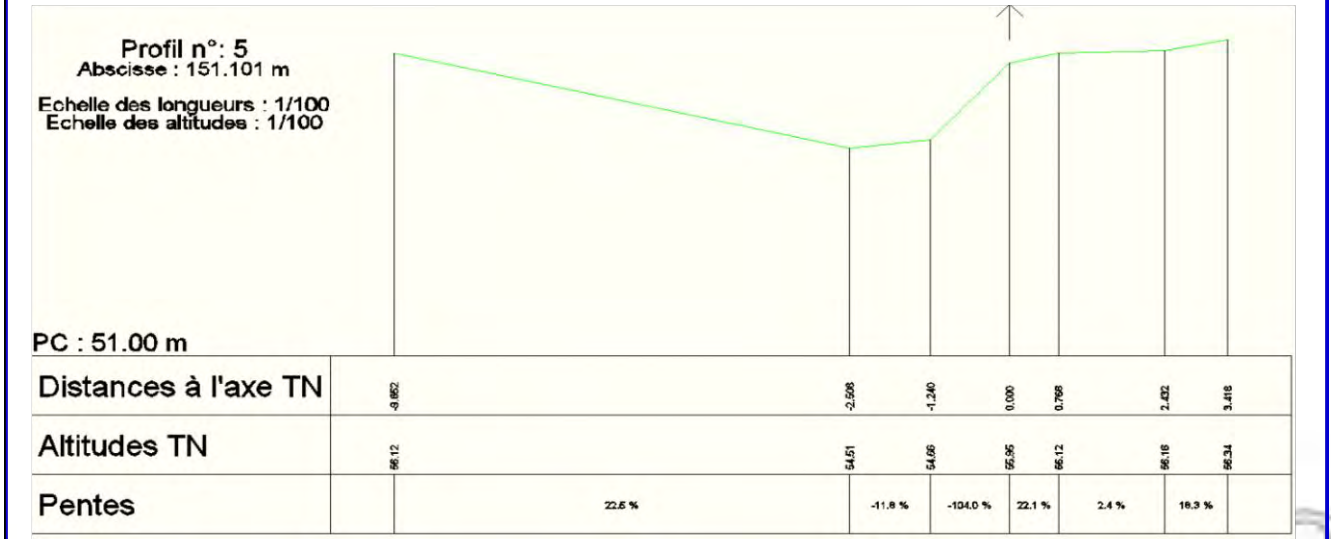 Profil n°: 5
Abscisse : 151.101 m
Echelle des longueurs : 1/100
Echelle des altitudes : 1/100
PC : 51.00 m
Distances à l'axe TN -9.652 -2.508 -1.240 0.000 0.768 2.432 3.418
Altitudes TN 56.12 54.51 54.66 55.95 56.12 56.16 56.34
Pentes 22.5 % -11.8 % -104.0 % 22.1 % 2.4 % 18.3 %